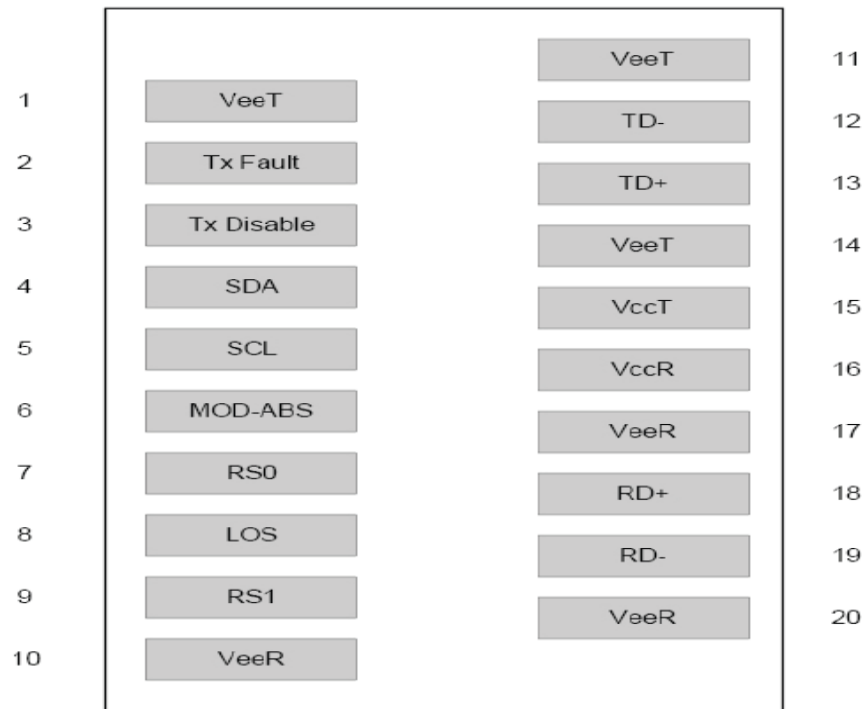 VeeT 11
1 VeeT
TD- 12
2 Tx Fault
TD+ 13
3 Tx Disable
VeeT 14
4 SDA
VccT 15
5 SCL
VccR 16
6 MOD-ABS
VeeR 17
7 RS0
RD+ 18
8 LOS
RD- 19
9 RS1
VeeR 20
10 VeeR